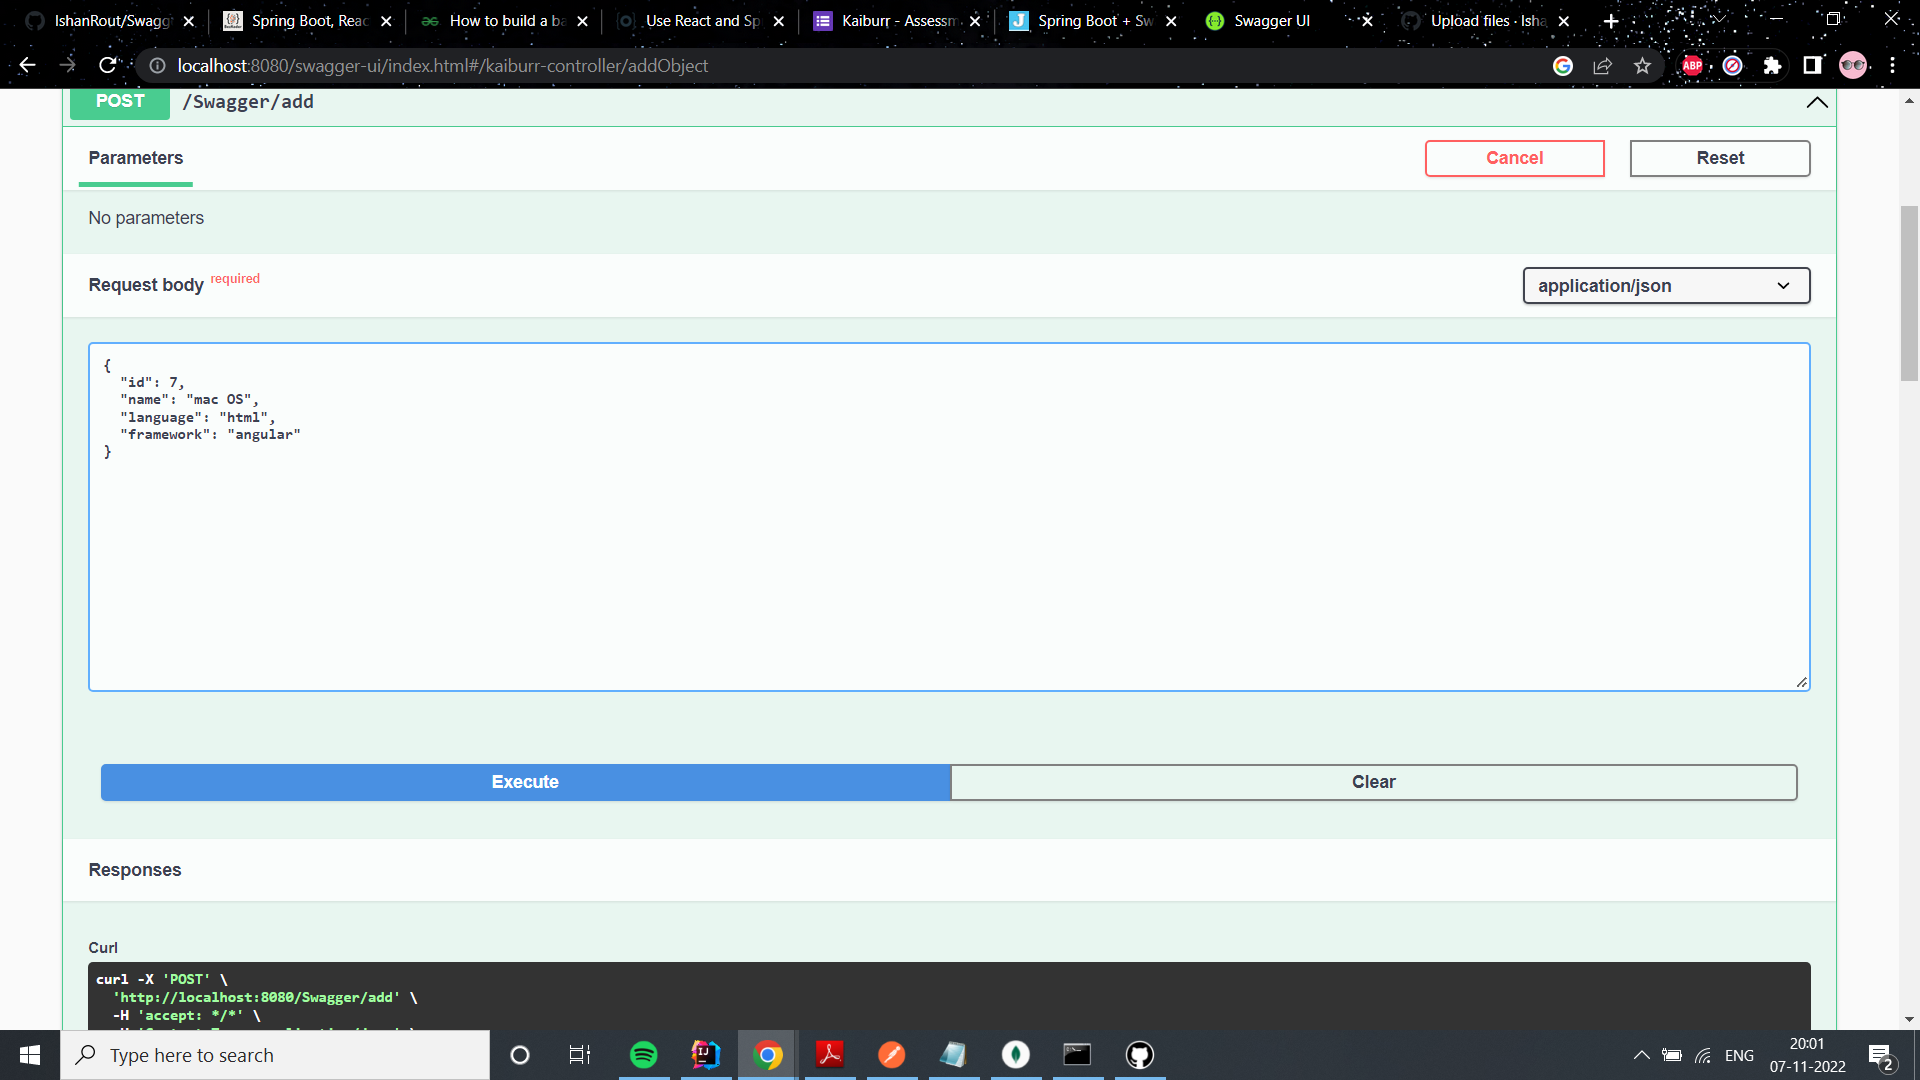 IshanRout/Swagg
Spring Boot, Reac
How to build a ba
Use React and Sp
Kaiburr - Assessm
Spring Boot + Sw
Swagger UI
Upload files · Isha
localhost:8080/swagger-ui/index.html#/kaiburr-controller/addObject
ABP
POST /Swagger/add
Parameters
Cancel
Reset
No parameters
Request body required
application/json
{
"id": 7,
"name": "mac OS",
"language": "html",
"framework": "angular"
}
Execute
Clear
Responses
Curl
curl -X 'POST' \
'http://localhost:8080/Swagger/add' \
-H 'accept: */*' \
Type here to search
ENG
20:01
07-11-2022
2